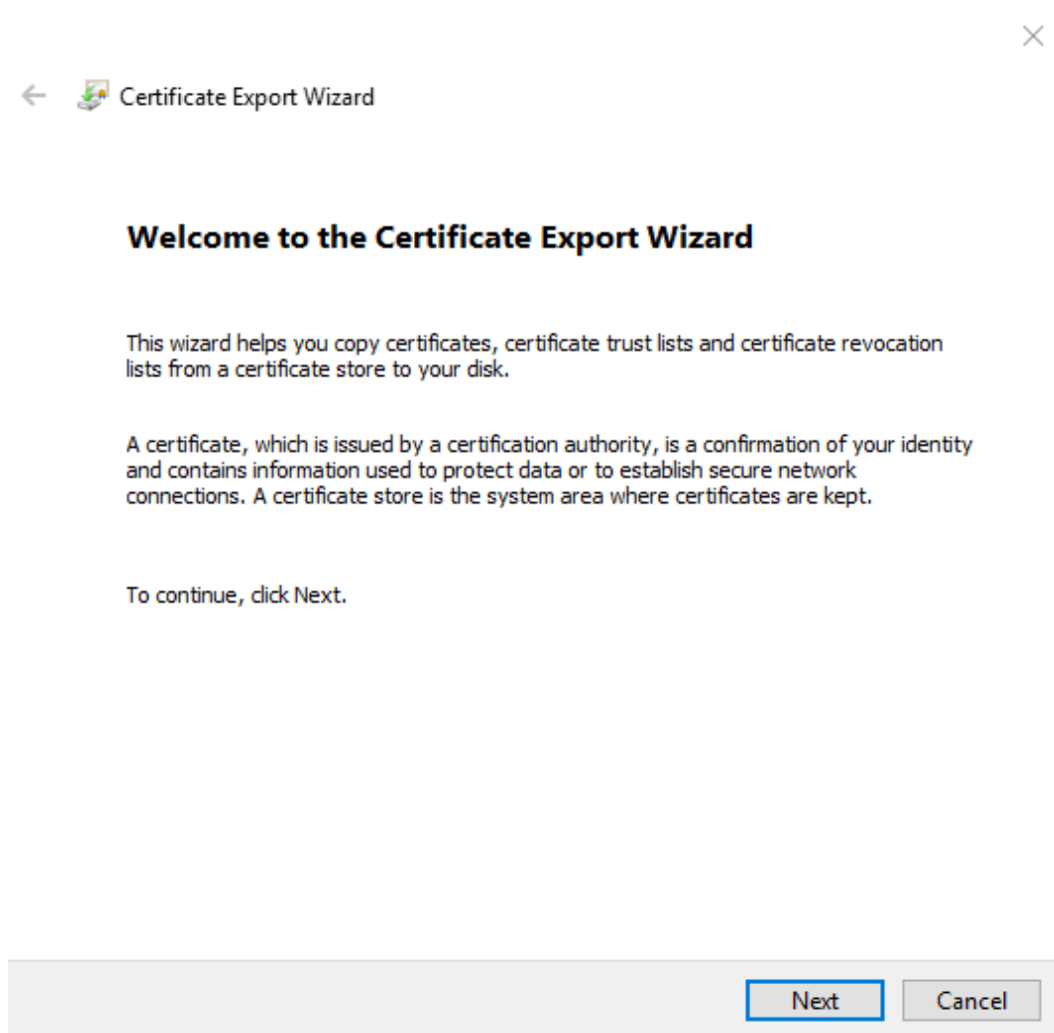 Certificate Export Wizard
Welcome to the Certificate Export Wizard
This wizard helps you copy certificates, certificate trust lists and certificate revocation
lists from a certificate store to your disk.
A certificate, which is issued by a certification authority, is a confirmation of your identity
and contains information used to protect data or to establish secure network
connections. A certificate store is the system area where certificates are kept.
To continue, click Next.
Next
Cancel